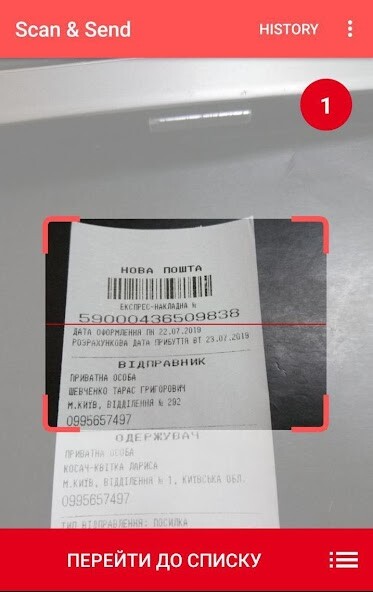 Scan & Send
HISTORY
1
НОВА ПОШТА
ЕКСПРЕС-НАКЛАДНА №
59000436509838
ДАТА ОФОРМЛЕННЯ ПН 22.07.2019
РОЗРАХУНКОВА ДАТА ПРИБУТТЯ ВТ 23.07.2019
ВІДПРАВНИК
ПРИВАТНА ОСОБА
ШЕВЧЕНКО ТАРАС ГРИГОРОВИЧ
М.КИЇВ, ВІДДІЛЕННЯ № 292
0995657497
ОДЕРЖУВАЧ
ПРИВАТНА ОСОБА
КОСАЧ-КВІТКА ЛАРИСА
М.КИЇВ, ВІДДІЛЕННЯ № 1, КИЇВСЬКА ОБЛ.
0995657497
ТИП ВІДПРАВЛЕННЯ: ПОСИЛКА
ПЕРЕЙТИ ДО СПИСКУ